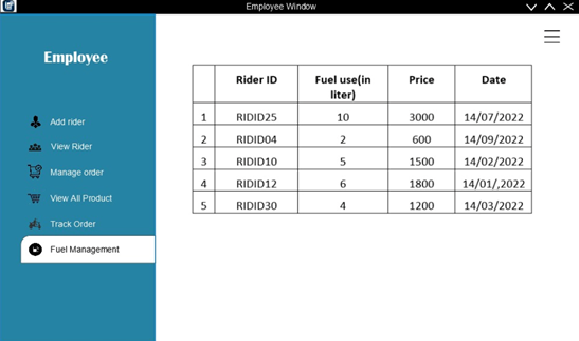 Employee Window
Employee
Add rider
View Rider
Manage order
View All Product
Track Order
Fuel Management
Rider ID Fuel use(in liter) Price Date
1 RIDID25 10 3000 14/07/2022
2 RIDID04 2 600 14/09/2022
3 RIDID10 5 1500 14/02/2022
4 RIDID12 6 1800 14/01/,2022
5 RIDID30 4 1200 14/03/2022